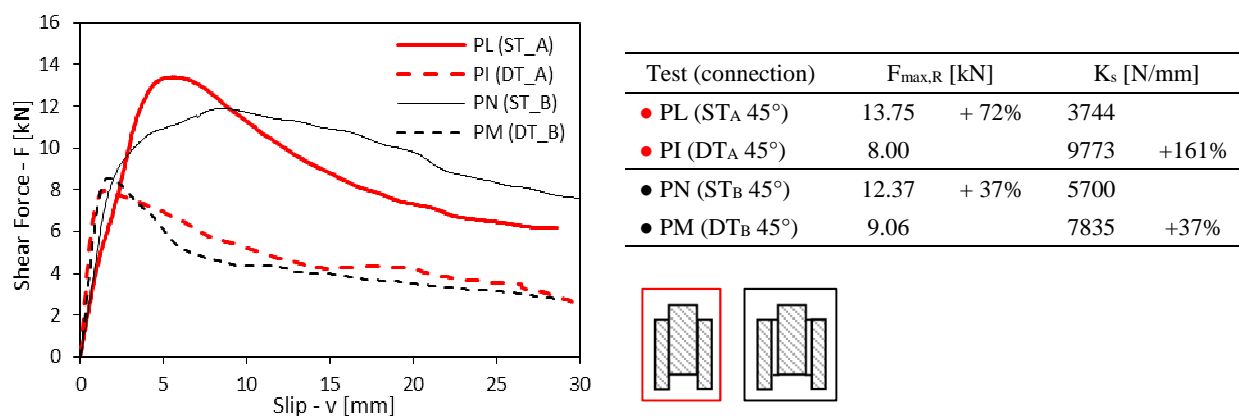 16
14
12
10
8
6
4
2
0
Shear Force - F [kN]
0 5 10 15 20 25 30
Slip - v [mm]
PL (ST_A)
PI (DT_A)
PN (ST_B)
PM (DT_B)
Test (connection) Fmax,R [kN] Ks [N/mm]
● PL (STA 45°) 13.75 + 72% 3744
● PI (DTA 45°) 8.00 9773 +161%
● PN (STB 45°) 12.37 + 37% 5700
● PM (DTB 45°) 9.06 7835 +37%